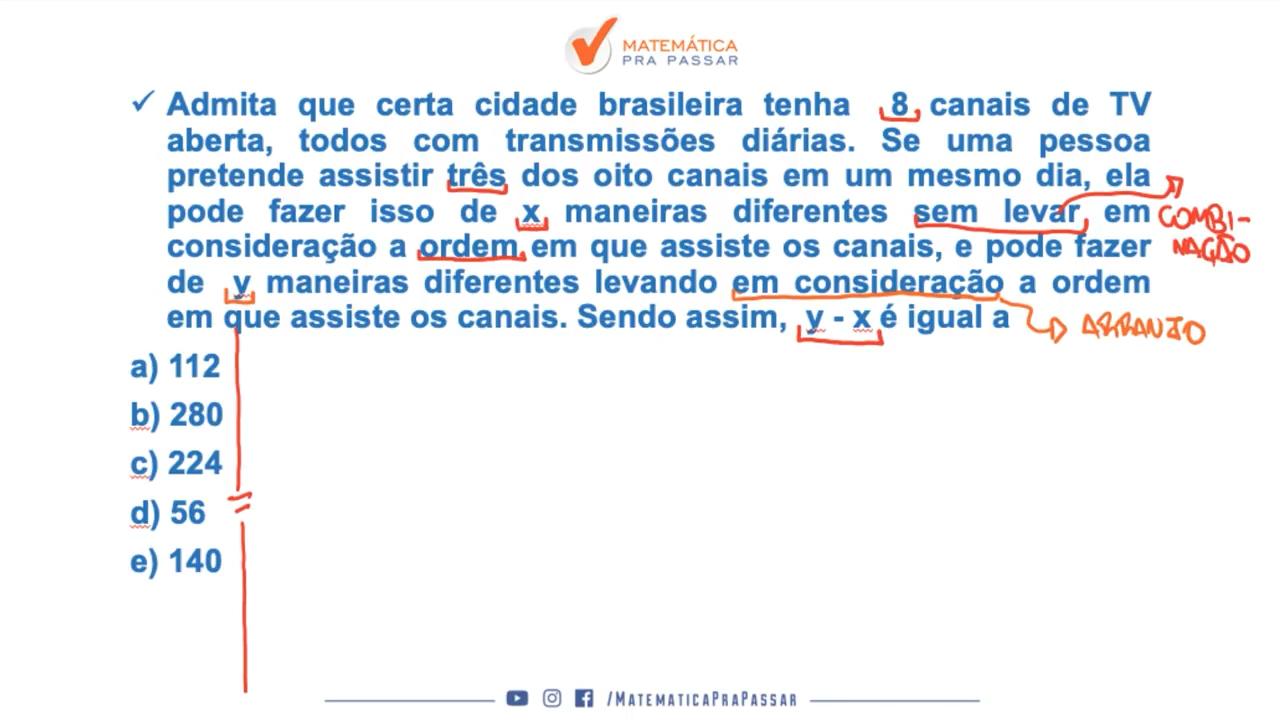 MATEMÁTICA
PRA PASSAR
✓ Admita que certa cidade brasileira tenha 8 canais de TV
aberta, todos com transmissões diárias. Se uma pessoa
pretende assistir três dos oito canais em um mesmo dia, ela
pode fazer isso de x maneiras diferentes sem levar em
consideração a ordem em que assiste os canais, e pode fazer
de y maneiras diferentes levando em consideração a ordem
em que assiste os canais. Sendo assim, y - x é igual a
COMBI-
NAÇÃO
ARRANJO
a) 112
b) 280
c) 224
d) 56
e) 140
/MATEMATICAPRAPASSAR